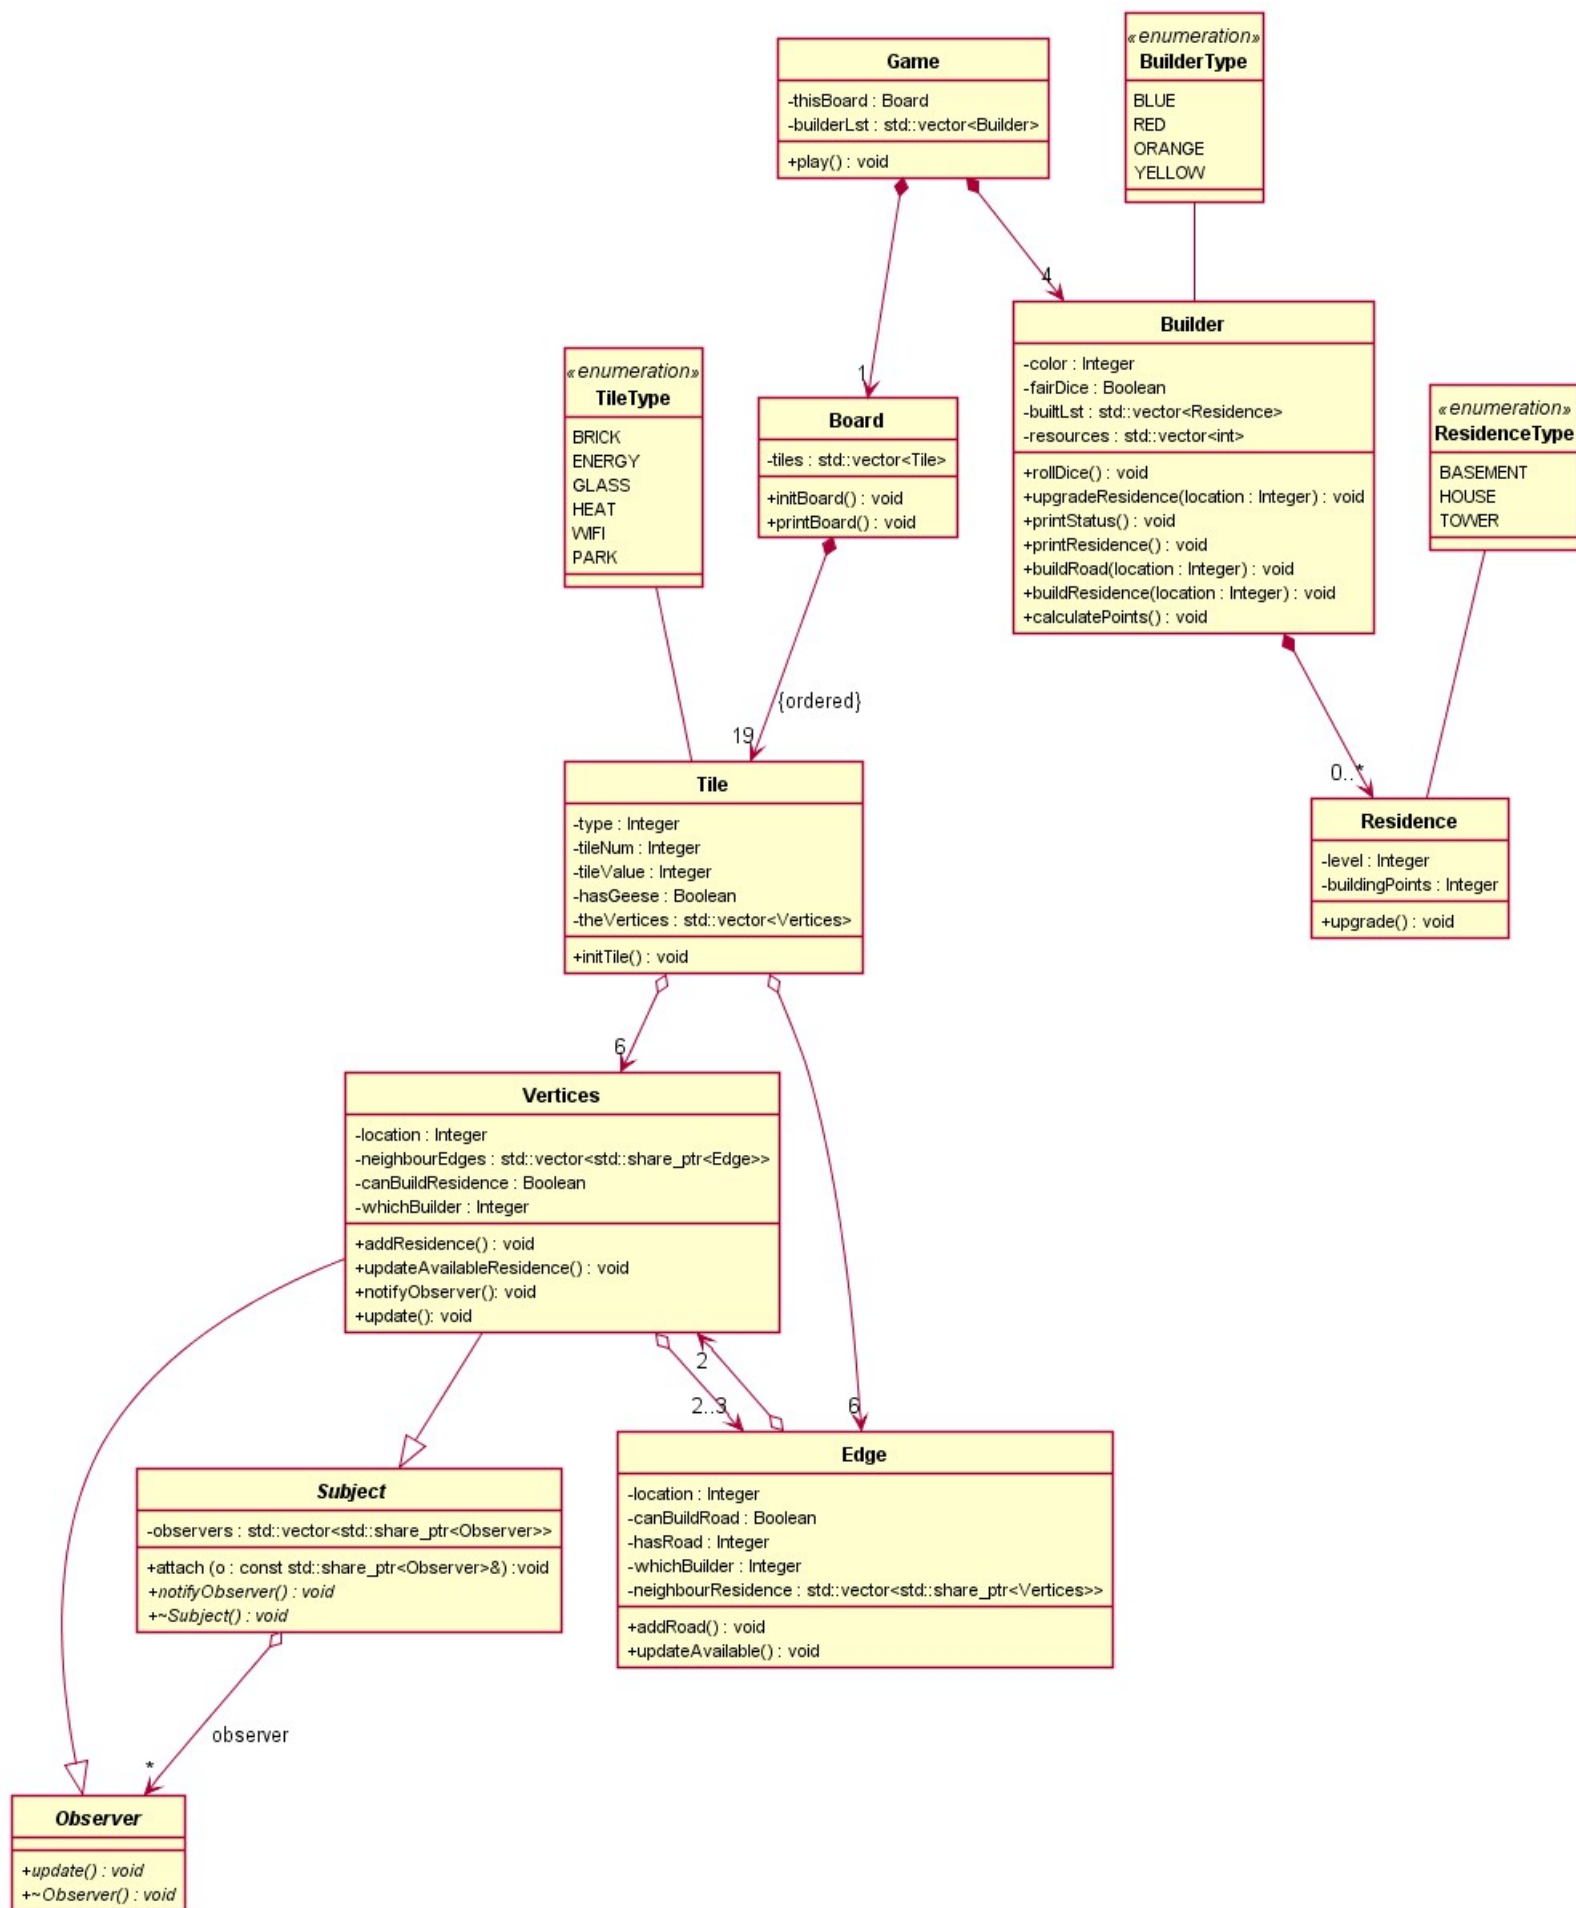 Game
-thisBoard : Board
-builderLst : std::vector<Builder>
+play() : void
«enumeration»
BuilderType
BLUE
RED
ORANGE
YELLOW
4
1
Builder
-color : Integer
-fairDice : Boolean
-builtLst : std::vector<Residence>
-resources : std::vector<int>
+rollDice() : void
+upgradeResidence(location : Integer) : void
+printStatus() : void
+printResidence() : void
+buildRoad(location : Integer) : void
+buildResidence(location : Integer) : void
+calculatePoints() : void
«enumeration»
TileType
BRICK
ENERGY
GLASS
HEAT
WIFI
PARK
Board
-tiles : std::vector<Tile>
+initBoard() : void
+printBoard() : void
«enumeration»
ResidenceType
BASEMENT
HOUSE
TOWER
{ordered}
19
0..*
Tile
-type : Integer
-tileNum : Integer
-tileValue : Integer
-hasGeese : Boolean
-theVertices : std::vector<Vertices>
+initTile() : void
Residence
-level : Integer
-buildingPoints : Integer
+upgrade() : void
6
Vertices
-location : Integer
-neighbourEdges : std::vector<std::share_ptr<Edge>>
-canBuildResidence : Boolean
-whichBuilder : Integer
+addResidence() : void
+updateAvailableResidence() : void
+notifyObserver(): void
+update(): void
2
2..3
6
Subject
-observers : std::vector<std::share_ptr<Observer>>
+attach (o : const std::share_ptr<Observer>&) :void
+notifyObserver() : void
+~Subject() : void
Edge
-location : Integer
-canBuildRoad : Boolean
-hasRoad : Integer
-whichBuilder : Integer
-neighbourResidence : std::vector<std::share_ptr<Vertices>>
+addRoad() : void
+updateAvailable() : void
observer
*
Observer
+update() : void
+~Observer() : void